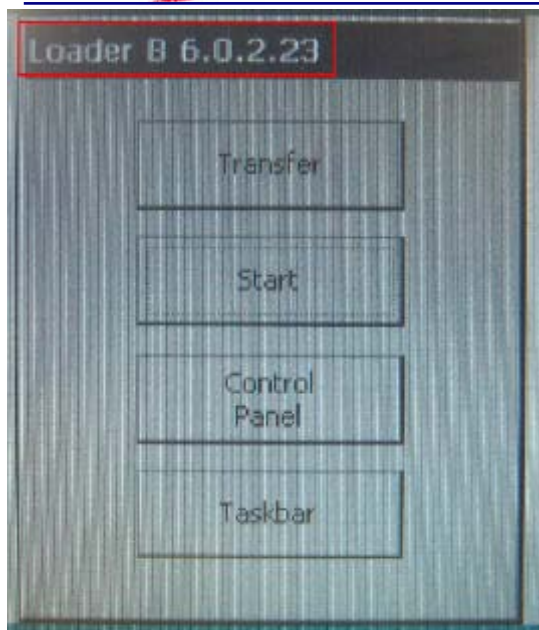 Loader B 6.0.2.23
Transfer
Start
Control
Panel
Taskbar